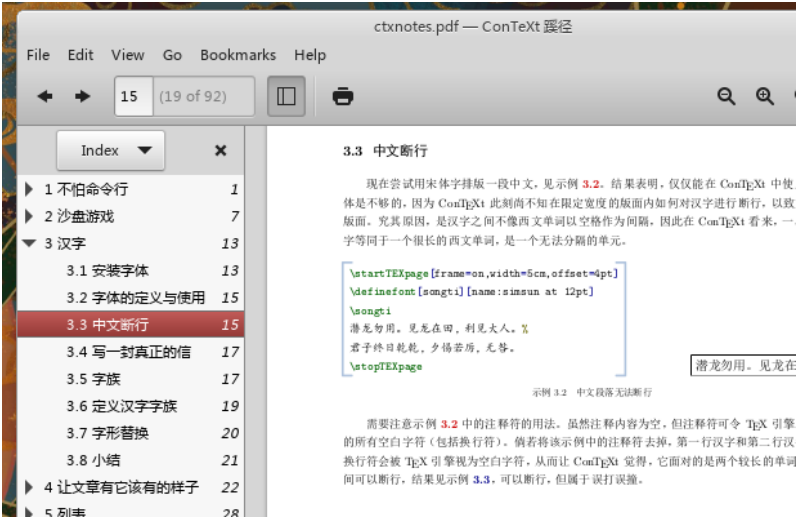 ctxnotes.pdf — ConTeXt 蹊径
File Edit View Go Bookmarks Help
15 (19 of 92)
Index
1 不怕命令行 1
2 沙盘游戏 7
3 汉字 13
3.1 安装字体 13
3.2 字体的定义与使用 15
3.3 中文断行 15
3.4 写一封真正的信 17
3.5 字族 17
3.6 定义汉字字族 19
3.7 字形替换 20
3.8 小结 21
4 让文章有它该有的样子 22
5 列表 28
3.3 中文断行
现在尝试用宋体字排版一段中文，见示例 3.2。结果表明，仅仅能在 ConTEXt 中使
体是不够的，因为 ConTEXt 此刻尚不知在限定宽度的版面内如何对汉字进行断行，以致
版面。究其原因，是汉字之间不像西文单词以空格作为间隔，因此在 ConTEXt 看来，一
字等同于一个很长的西文单词，是一个无法分隔的单元。
\startTEXpage[frame=on,width=5cm,offset=4pt]
\definefont[songti][name:simsun at 12pt]
\songti
潜龙勿用。见龙在田，利见大人。%
君子终日乾乾，夕惕若厉，无咎。
\stopTEXpage
潜龙勿用。见龙在
示例 3.2 中文段落无法断行
需要注意示例 3.2 中的注释符的用法。虽然注释内容为空，但注释符可令 TEX 引擎
的所有空白字符（包括换行符）。倘若将该示例中的注释符去掉，第一行汉字和第二行汉
换行符会被 TEX 引擎视为空白字符，从而让 ConTEXt 觉得，它面对的是两个较长的单词
间可以断行，结果见示例 3.3，可以断行，但属于误打误撞。